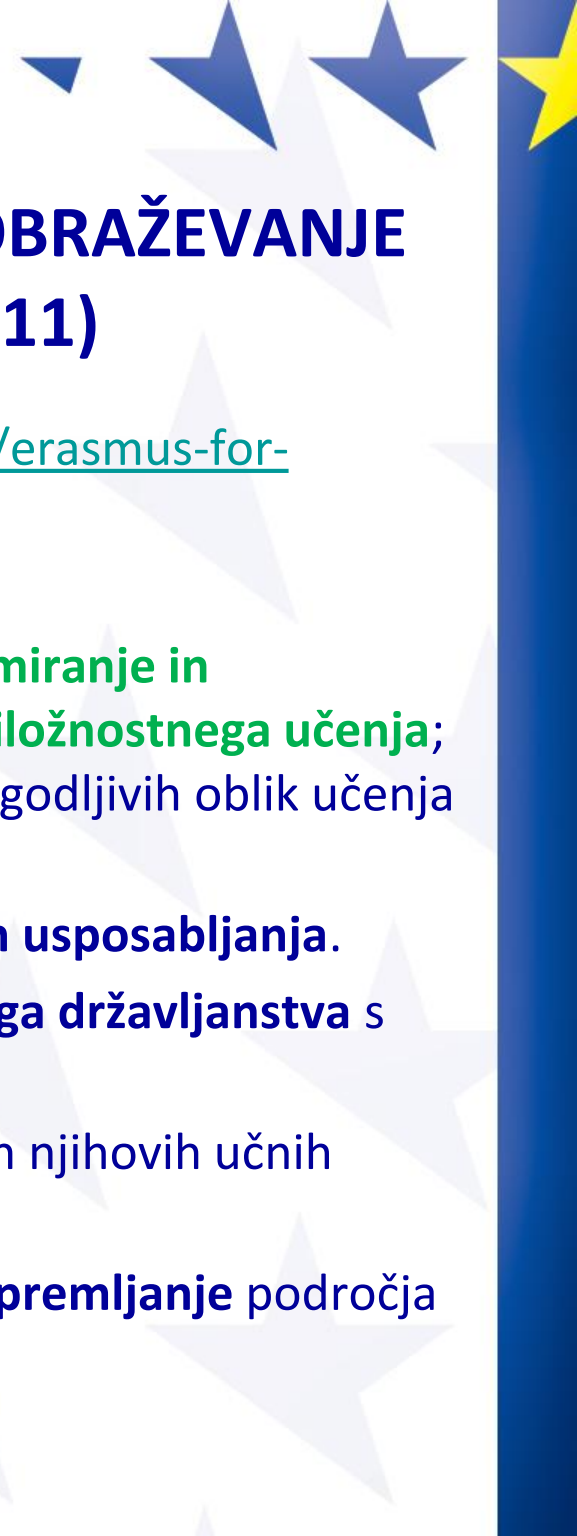 OBRAŽEVANJE
11)
/erasmus-for-
miranje in
iložnostnega učenja;
godljivih oblik učenja
n usposabljanja.
ga državljanstva s
n njihovih učnih
premljanje področja